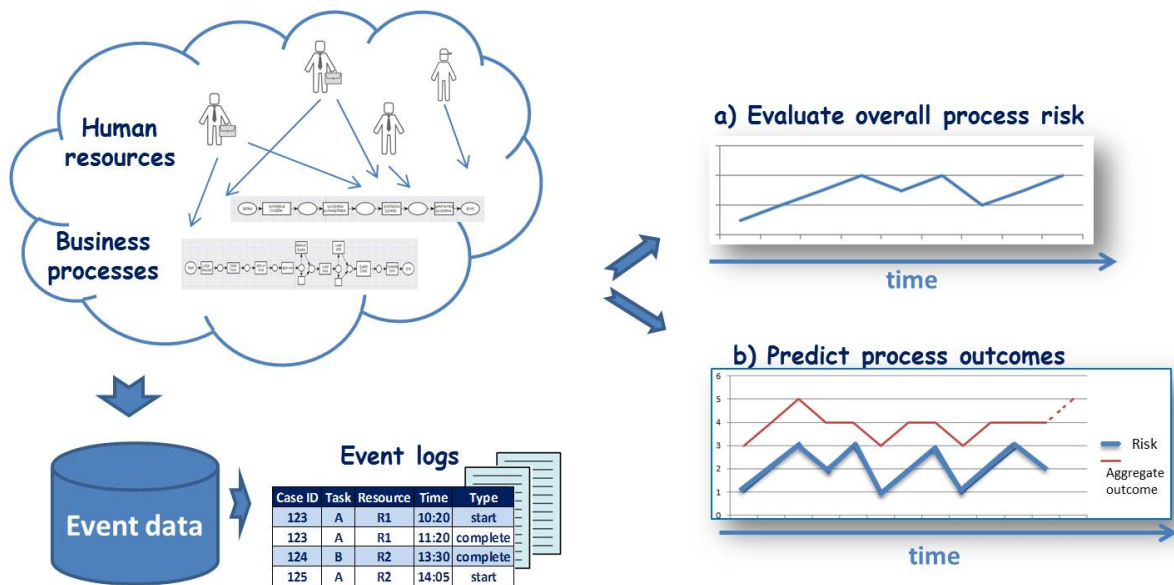 Human
resources
Business
processes
Event data
Event logs
Case ID Task Resource Time Type
123 A R1 10:20 start
123 A R1 11:20 complete
124 B R2 13:30 complete
125 A R2 14:05 start
a) Evaluate overall process risk
time
b) Predict process outcomes
6
5
4
3
2
1
0
Risk
Aggregate
outcome
time